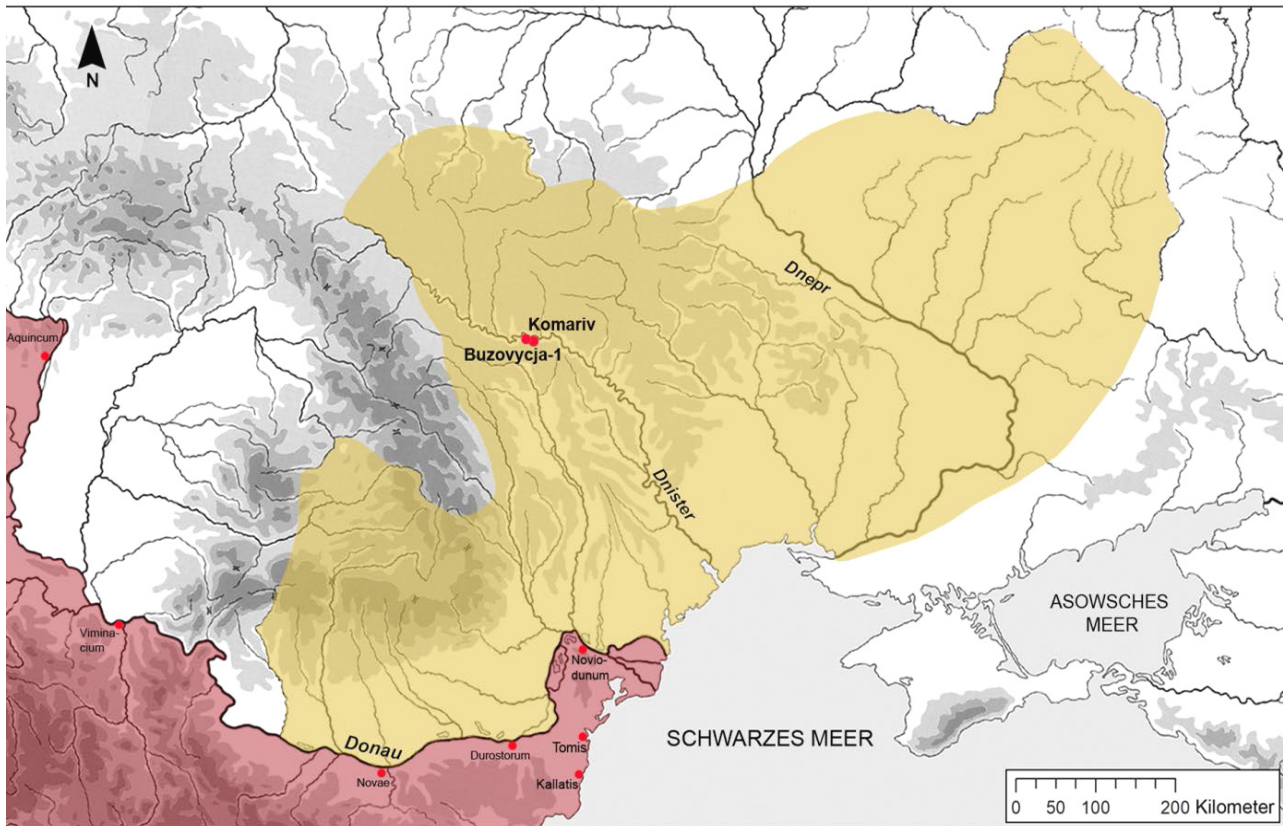 N
Dnepr
Komariv
Aquincum
Buzovycja-1
Dnister
ASOWSCHES
MEER
Vimina-
cium
Novio-
dunum
Donau
Durostorum
Tomis
SCHWARZES MEER
Novae
Kallatis
0 50 100 200 Kilometer